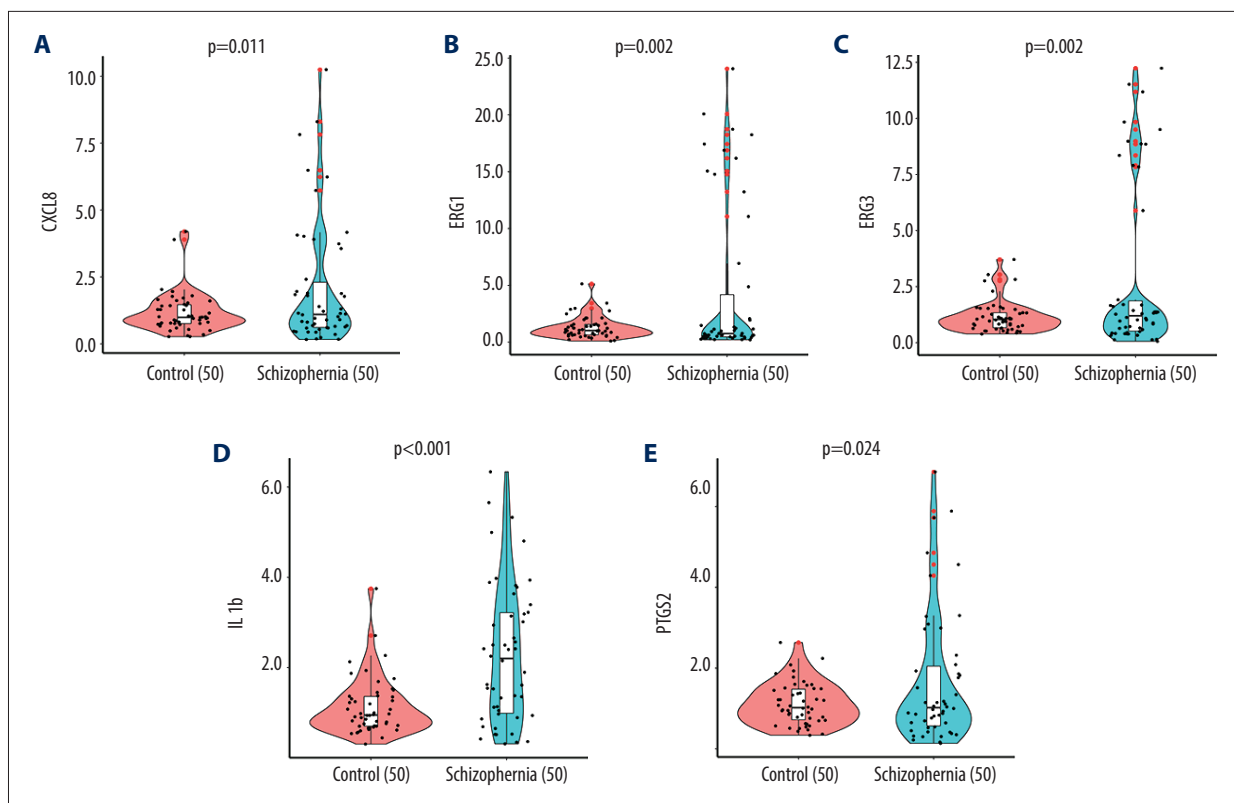 A
p=0.011
CXCL8
10.0
7.5
5.0
2.5
0.0
Control (50)
Schizophernia (50)
B
p=0.002
ERG1
25.0
20.0
15.0
10.0
5.0
0.0
Control (50)
Schizophernia (50)
C
p=0.002
ERG3
12.5
10.0
7.5
5.0
2.5
0.0
Control (50)
Schizophernia (50)
D
p<0.001
IL 1b
6.0
4.0
2.0
Control (50)
Schizophernia (50)
E
p=0.024
PTGS2
6.0
4.0
2.0
Control (50)
Schizophernia (50)